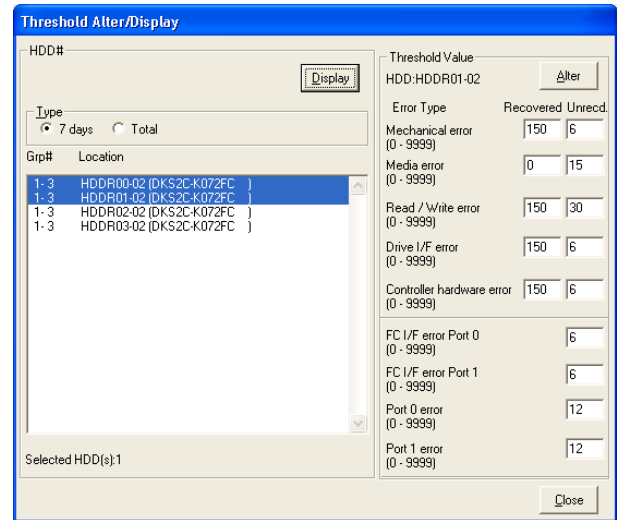 Threshold Alter/Display
HDD#
Display
Type
7 days Total
Grp# Location
1- 3 HDDR00-02 (DKS2C-K072FC )
1- 3 HDDR01-02 (DKS2C-K072FC )
1- 3 HDDR02-02 (DKS2C-K072FC )
1- 3 HDDR03-02 (DKS2C-K072FC )
Selected HDD(s):1
Threshold Value
HDD:HDDR01-02 Alter
Error Type Recovered Unrecd.
Mechanical error 150 6
(0 - 9999)
Media error 0 15
(0 - 9999)
Read / Write error 150 30
(0 - 9999)
Drive I/F error 150 6
(0 - 9999)
Controller hardware error 150 6
(0 - 9999)
FC I/F error Port 0 6
(0 - 9999)
FC I/F error Port 1 6
(0 - 9999)
Port 0 error 12
(0 - 9999)
Port 1 error 12
(0 - 9999)
Close